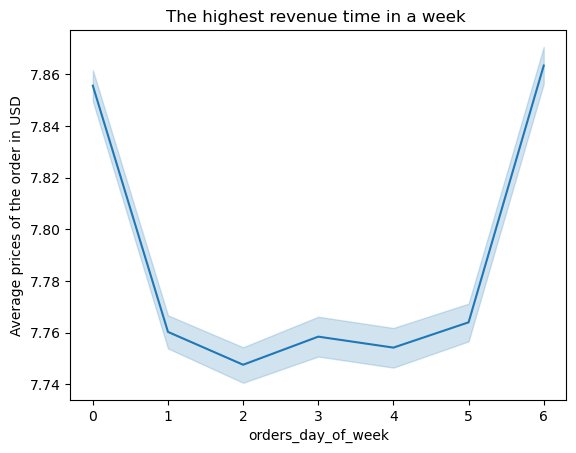 The highest revenue time in a week
Average prices of the order in USD
7.86
7.84
7.82
7.80
7.78
7.76
7.74
0 1 2 3 4 5 6
orders_day_of_week